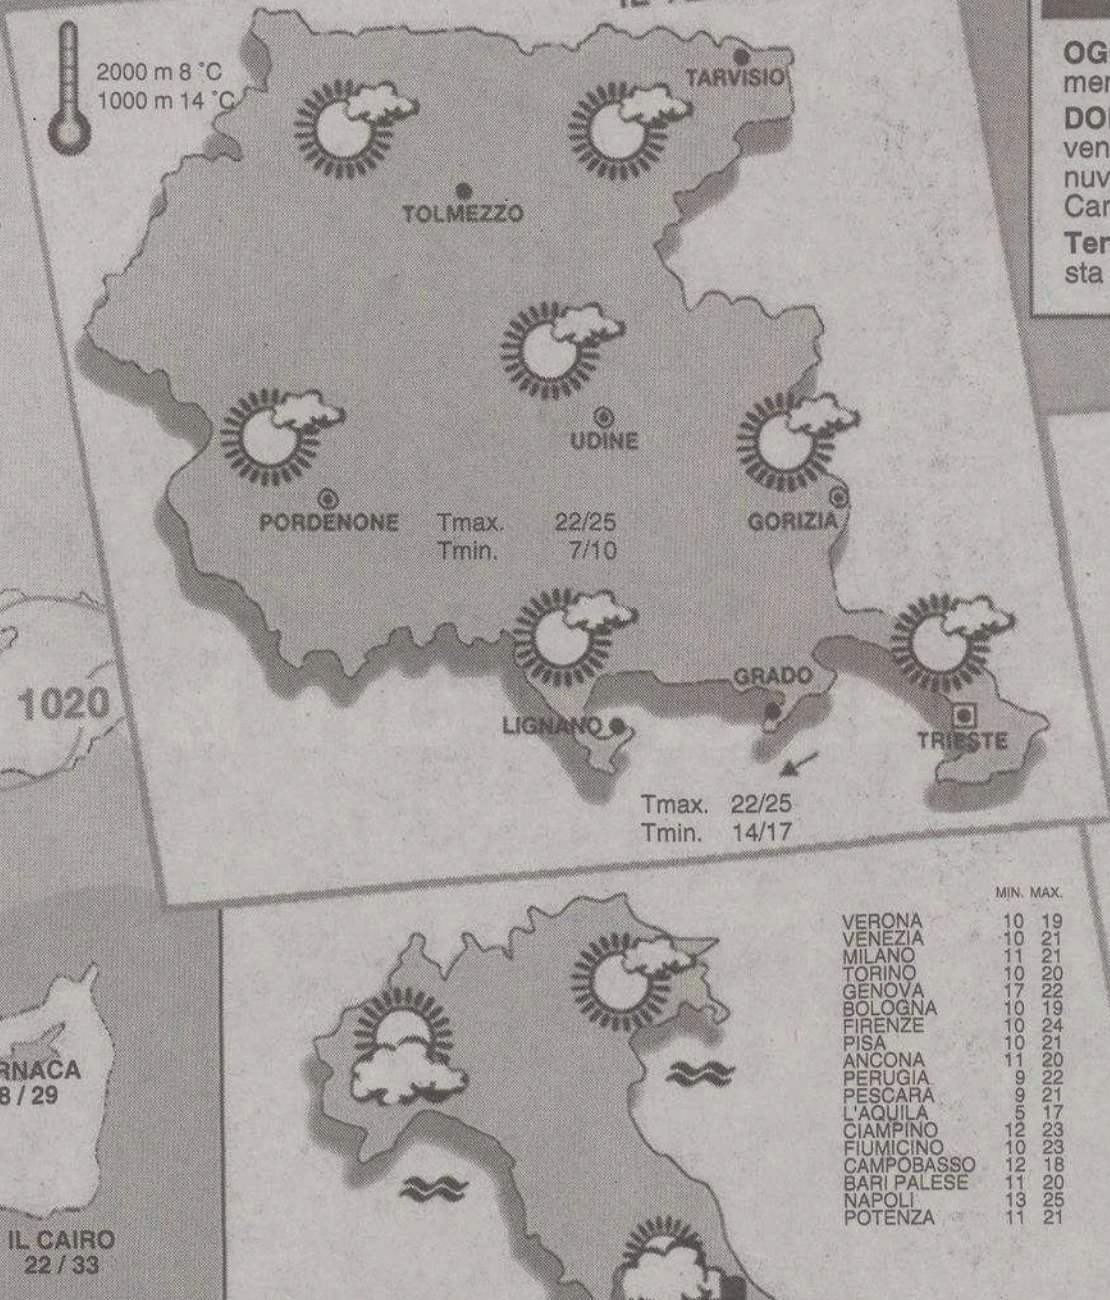 2000 m 8 °C
1000 m 14 °C
TARVISIO
TOLMEZZO
UDINE
PORDENONE
GORIZIA
Tmax. 22/25
Tmin. 7/10
GRADO
LIGNANO
TRIESTE
Tmax. 22/25
Tmin. 14/17
1020
RNACA
8 / 29
IL CAIRO
22 / 33
MIN. MAX.
VERONA 10 19
VENEZIA 10 21
MILANO 11 21
TORINO 10 20
GENOVA 17 22
BOLOGNA 10 19
FIRENZE 10 24
PISA 10 21
ANCONA 11 20
PERUGIA 9 22
PESCARA 9 21
L'AQUILA 5 17
CIAMPINO 12 23
FIUMICINO 10 23
CAMPOBASSO 12 18
BARI PALESE 11 20
NAPOLI 13 25
POTENZA 11 21
OG
mer
DO
ven
nuv
Car
Ter
sta